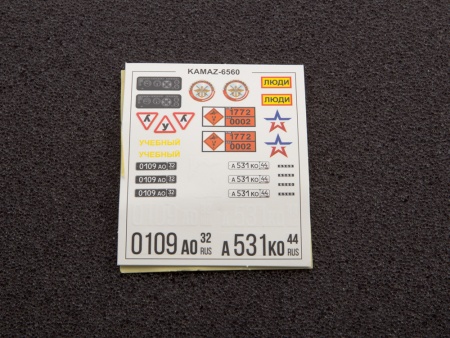 KAMAZ-6560
ЛЮДИ
ЛЮДИ
У У У
1772
0002
1772
0002
УЧЕБНЫЙ
УЧЕБНЫЙ
0109 АО 32
А 531 КО 44
0109 АО 32
А 531 КО 44
0109 АО 32
А 531 КО 44
0109 АО 32 RUS
А 531 КО 44 RUS